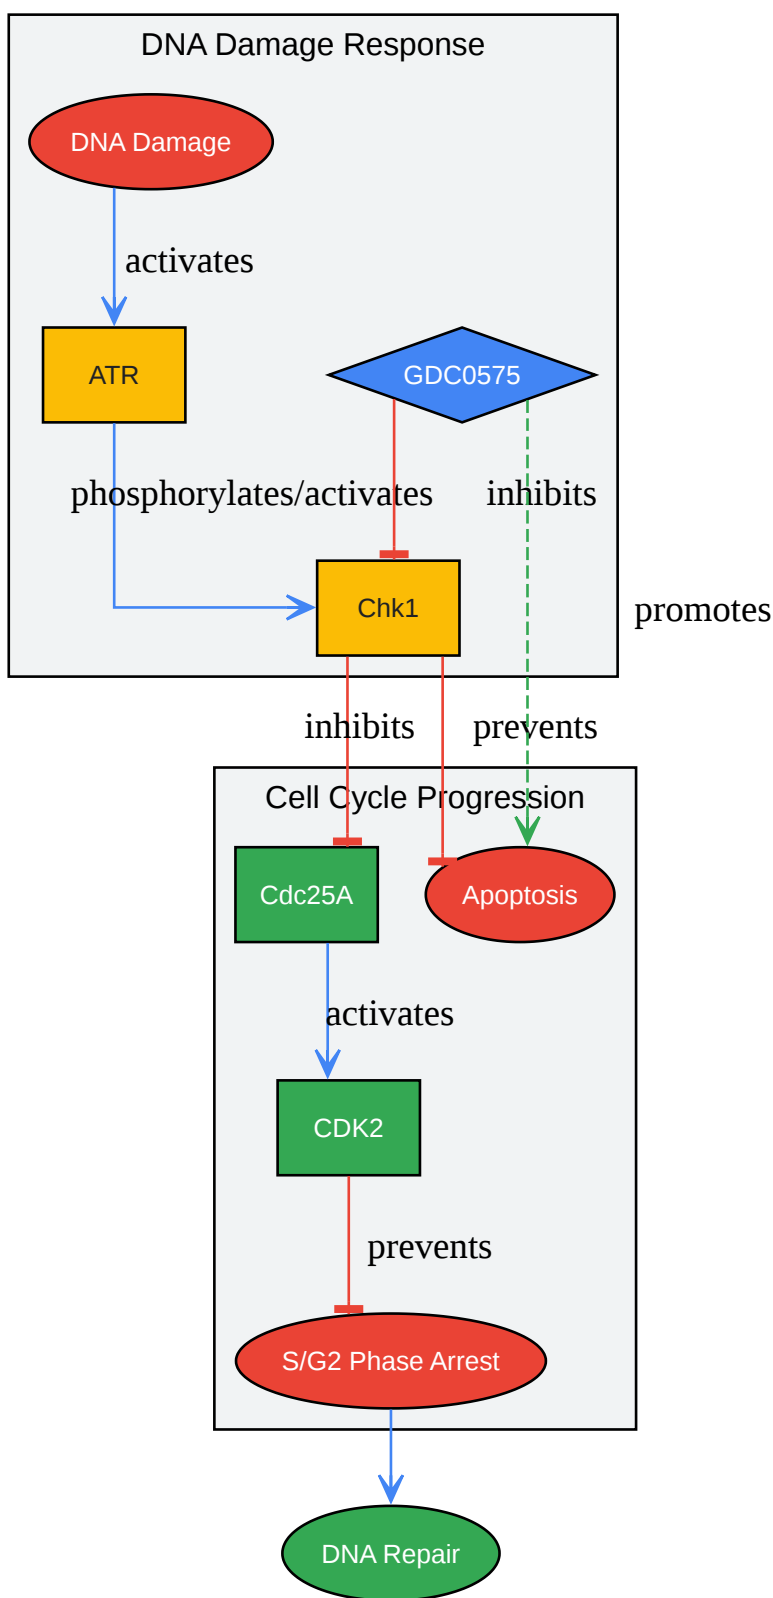 DNA Damage Response
DNA Damage
activates
ATR
GDC0575
phosphorylates/activates
inhibits
Chk1
promotes
inhibits
prevents
Cell Cycle Progression
Cdc25A
Apoptosis
activates
CDK2
prevents
S/G2 Phase Arrest
DNA Repair